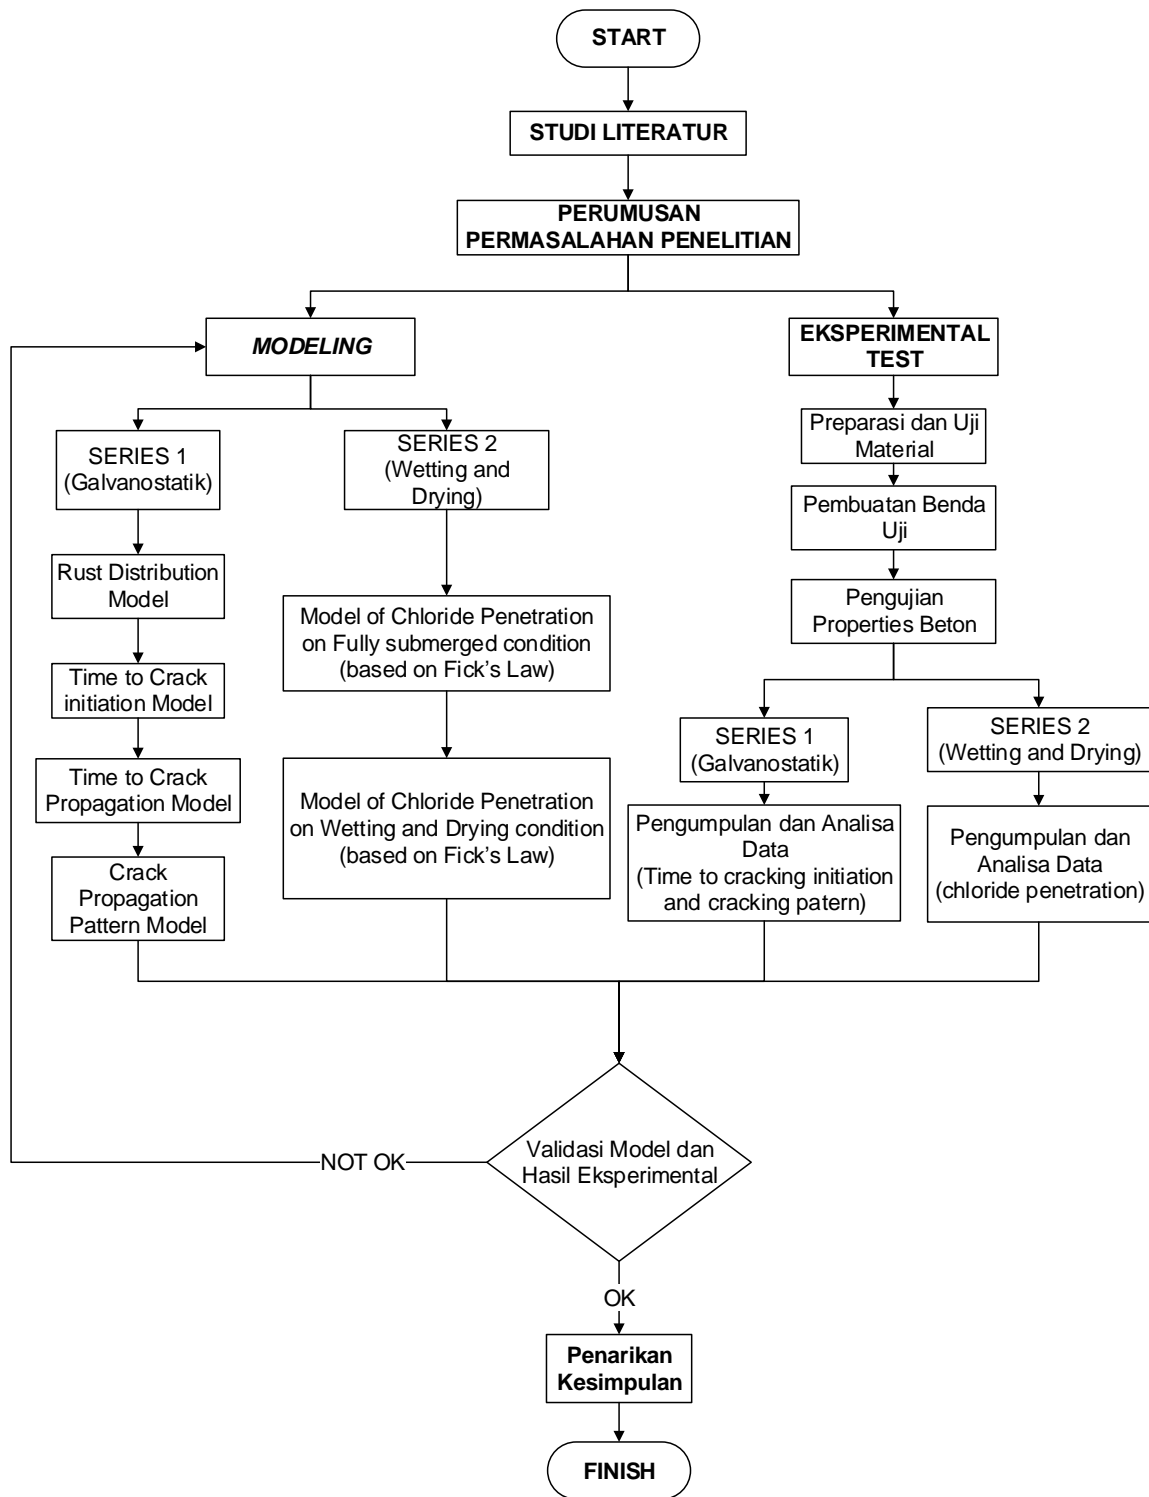 START
STUDI LITERATUR
PERUMUSAN
PERMASALAHAN PENELITIAN
MODELING
SERIES 1
(Galvanostatik)
Rust Distribution
Model
Time to Crack
initiation Model
Time to Crack
Propagation Model
Crack
Propagation
Pattern Model
SERIES 2
(Wetting and
Drying)
Model of Chloride Penetration
on Fully submerged condition
(based on Fick’s Law)
Model of Chloride Penetration
on Wetting and Drying condition
(based on Fick’s Law)
EKSPERIMENTAL
TEST
Preparasi dan Uji
Material
Pembuatan Benda
Uji
Pengujian
Properties Beton
SERIES 1
(Galvanostatik)
Pengumpulan dan Analisa
Data
(Time to cracking initiation
and cracking patern)
SERIES 2
(Wetting and Drying)
Pengumpulan dan
Analisa Data
(chloride penetration)
Validasi Model dan
Hasil Eksperimental
NOT OK
OK
Penarikan
Kesimpulan
FINISH